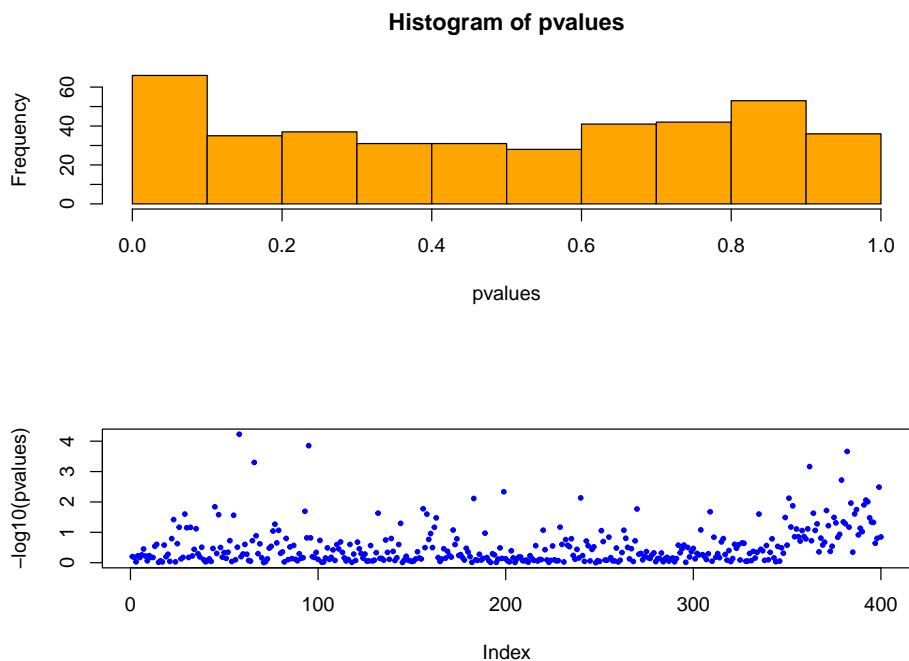 Histogram of pvalues
Frequency
60
40
20
0
0.0 0.2 0.4 0.6 0.8 1.0
pvalues
−log10(pvalues)
4
3
2
1
0
0 100 200 300 400
Index